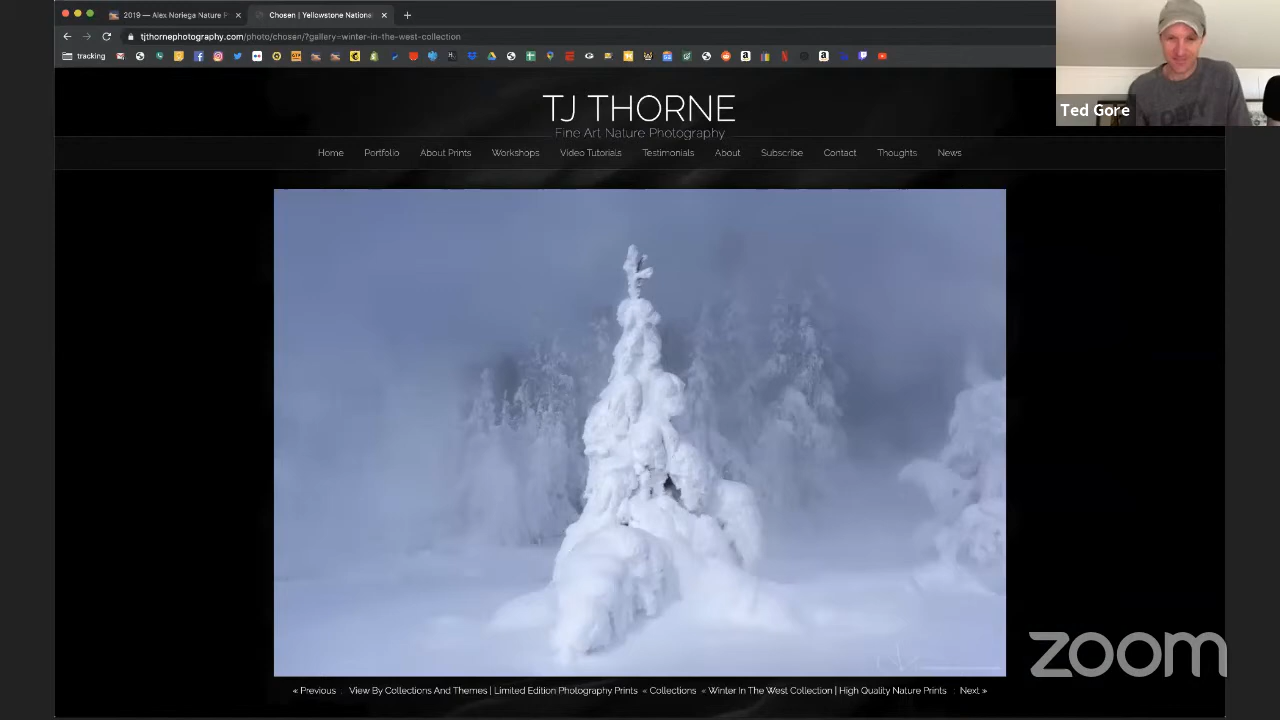 2019 — Alex Noriega Nature P
Chosen | Yellowstone Nationa
tjthornephotography.com/photo/chosen/?gallery=winter-in-the-west-collection
tracking
TJ THORNE
Fine Art Nature Photography
Home Portfolio About Prints Workshops Video Tutorials Testimonials About Subscribe Contact Thoughts News
Ted Gore
zoom
« Previous View By Collections And Themes | Limited Edition Photography Prints « Collections « Winter In The West Collection | High Quality Nature Prints Next »